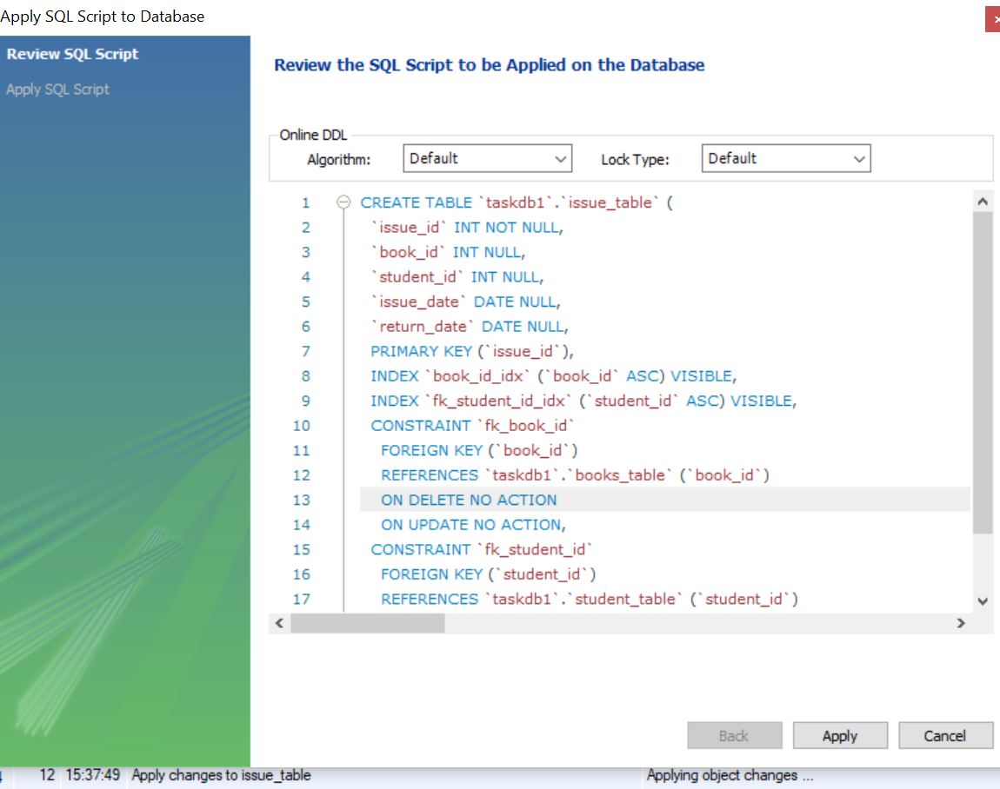 Apply SQL Script to Database
×
Review SQL Script
Apply SQL Script
Review the SQL Script to be Applied on the Database
Online DDL
Algorithm: Default Lock Type: Default
1 CREATE TABLE `taskdb1`.`issue_table` (
2 `issue_id` INT NOT NULL,
3 `book_id` INT NULL,
4 `student_id` INT NULL,
5 `issue_date` DATE NULL,
6 `return_date` DATE NULL,
7 PRIMARY KEY (`issue_id`),
8 INDEX `book_id_idx` (`book_id` ASC) VISIBLE,
9 INDEX `fk_student_id_idx` (`student_id` ASC) VISIBLE,
10 CONSTRAINT `fk_book_id`
11 FOREIGN KEY (`book_id`)
12 REFERENCES `taskdb1`.`books_table` (`book_id`)
13 ON DELETE NO ACTION
14 ON UPDATE NO ACTION,
15 CONSTRAINT `fk_student_id`
16 FOREIGN KEY (`student_id`)
17 REFERENCES `taskdb1`.`student_table` (`student_id`)
Back Apply Cancel
12 15:37:49 Apply changes to issue_table Applying object changes ...